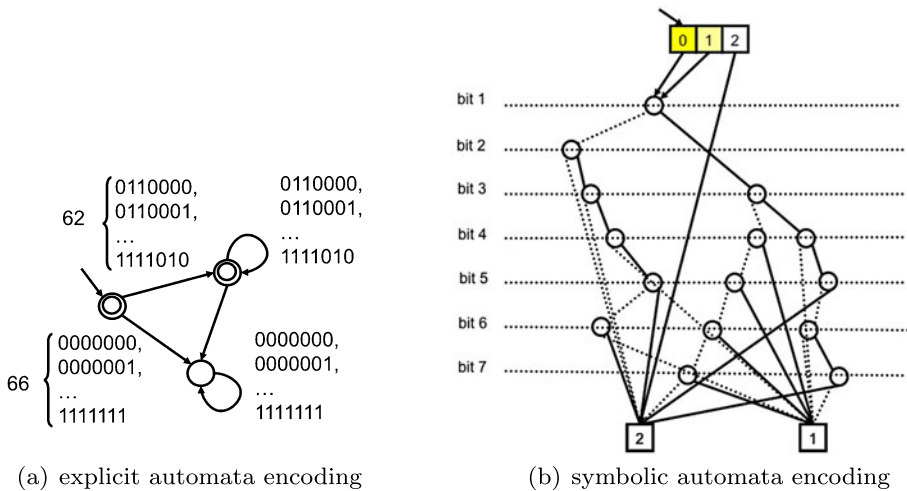 0 1 2
bit 1
bit 2
bit 3
bit 4
bit 5
bit 6
bit 7
2 1
62
0110000,
0110001,
...
1111010
0110000,
0110001,
...
1111010
66
0000000,
0000001,
...
1111111
0000000,
0000001,
...
1111111
(a) explicit automata encoding
(b) symbolic automata encoding